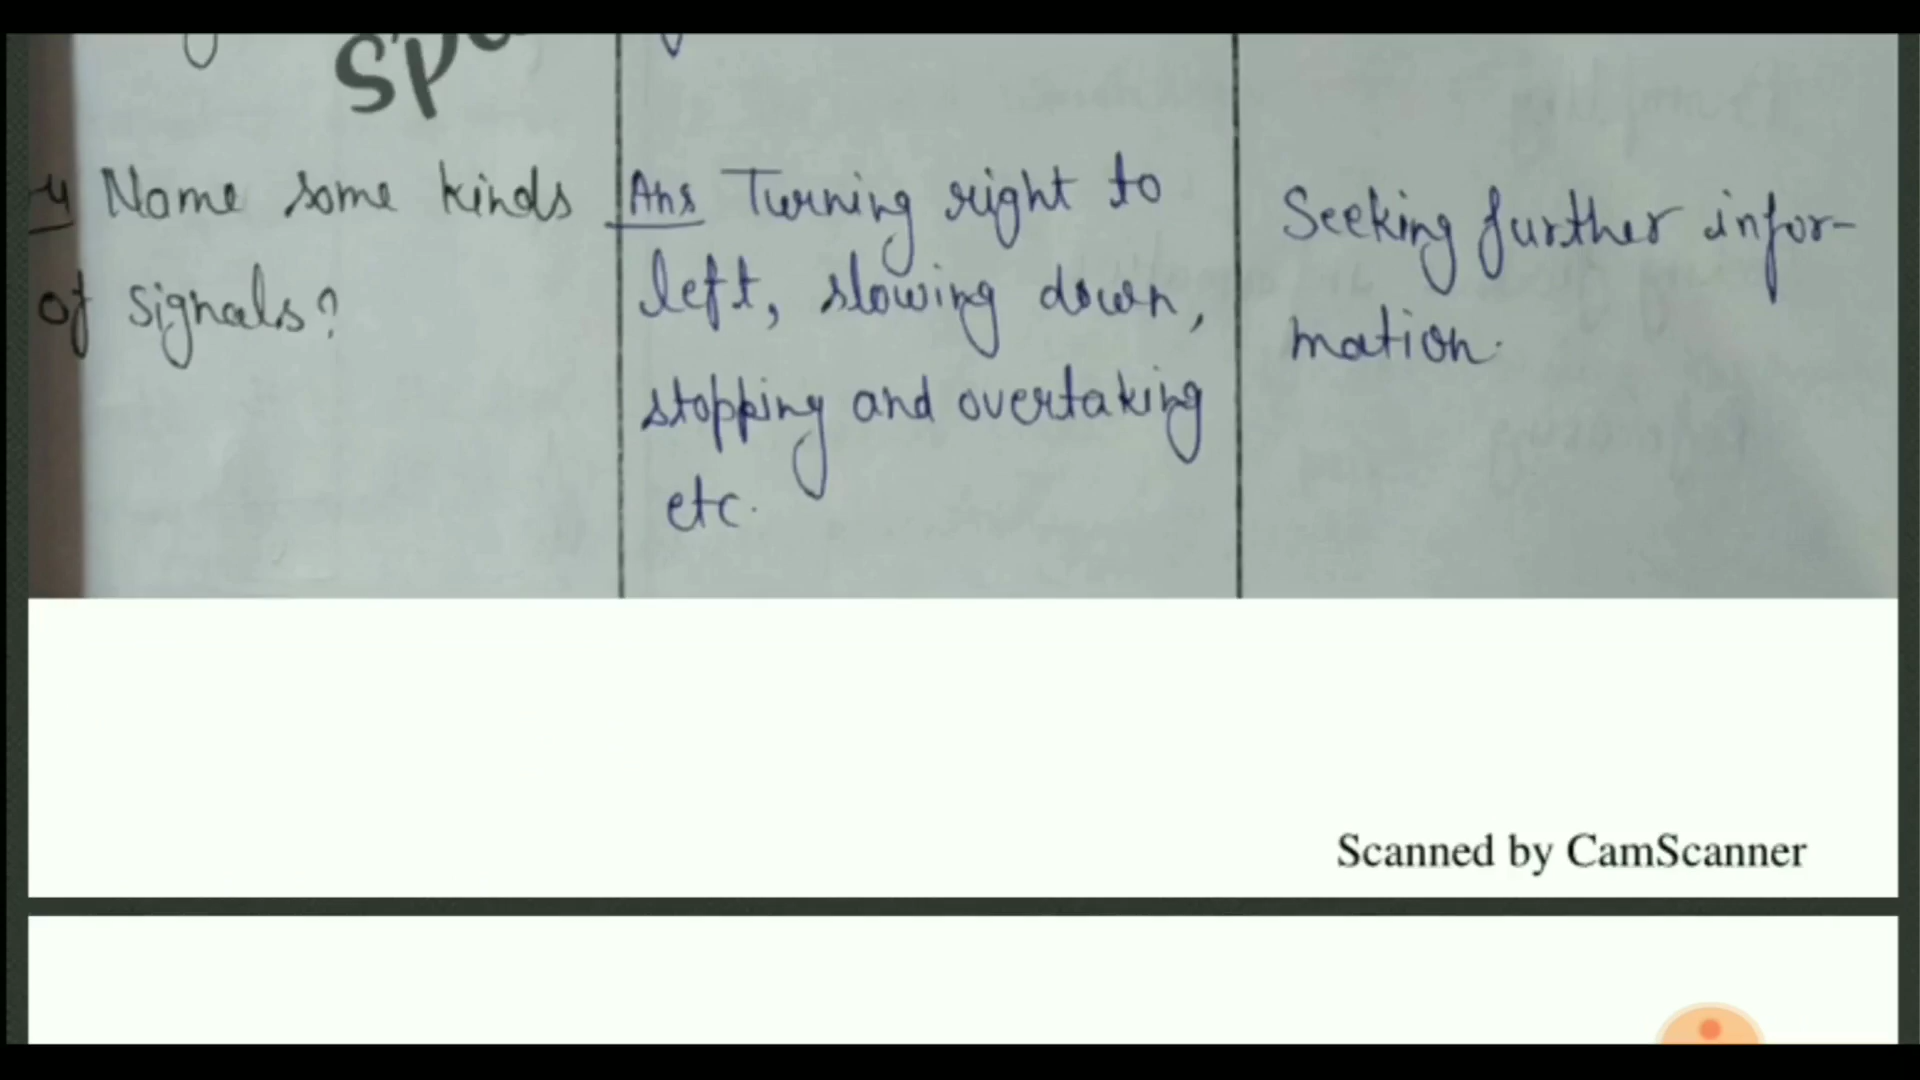 4 Name some kinds
of signals?
Ans Turning right to
left, slowing down,
stopping and overtaking
etc.
Seeking further infor-
mation.
Scanned by CamScanner